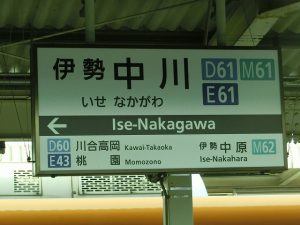 伊勢中川 D61 M61
E61
いせ なかがわ
← Ise-Nakagawa
D60 川合高岡 Kawai-Takaoka
E43 桃園 Momozono
伊勢中原 M62
Ise-Nakahara